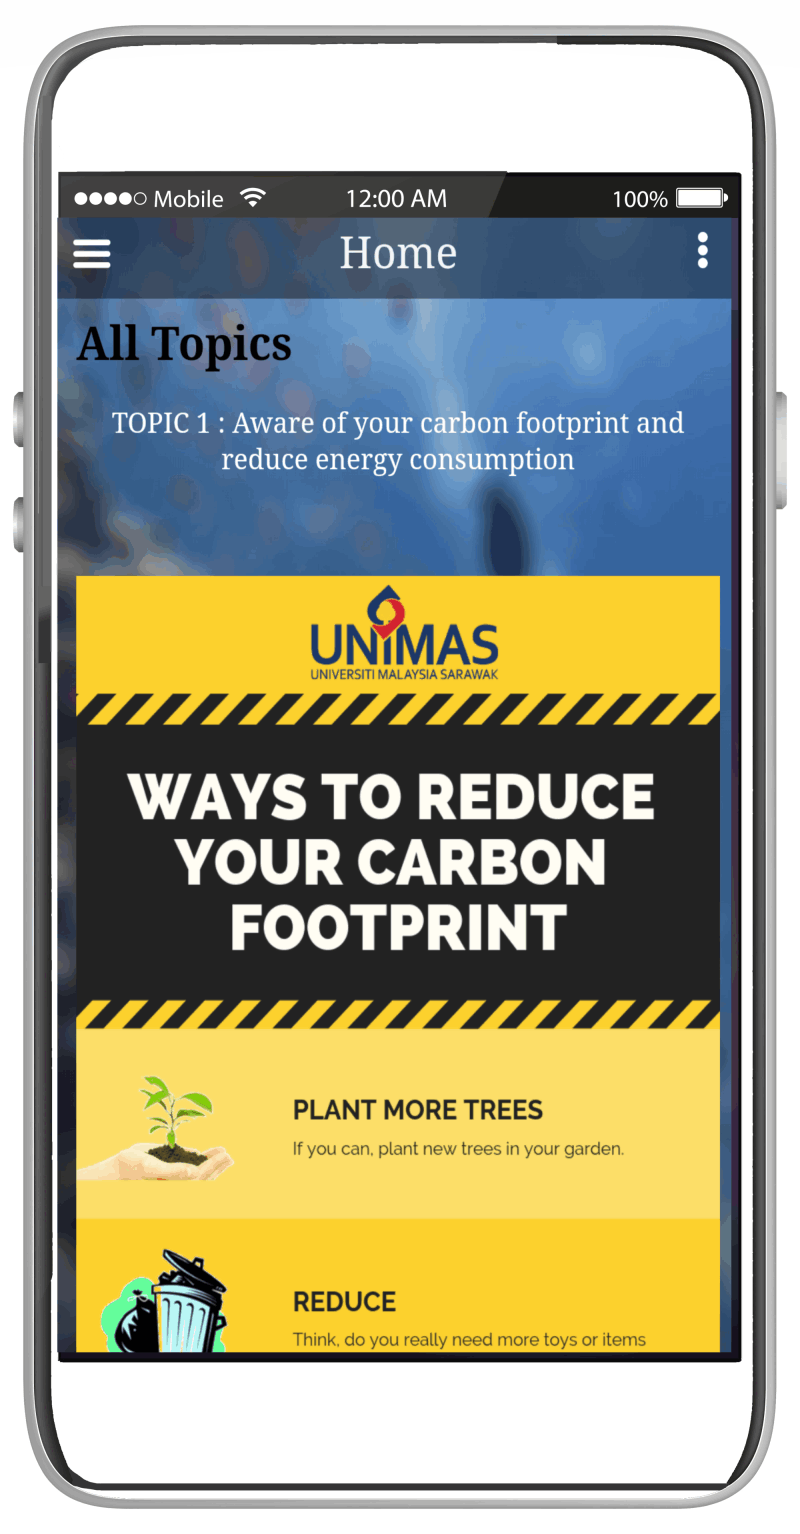 Mobile 12:00 AM 100%
Home
All Topics
TOPIC 1 : Aware of your carbon footprint and
reduce energy consumption
UNIMAS
UNIVERSITI MALAYSIA SARAWAK
WAYS TO REDUCE
YOUR CARBON
FOOTPRINT
PLANT MORE TREES
If you can, plant new trees in your garden.
REDUCE
Think, do you really need more toys or items